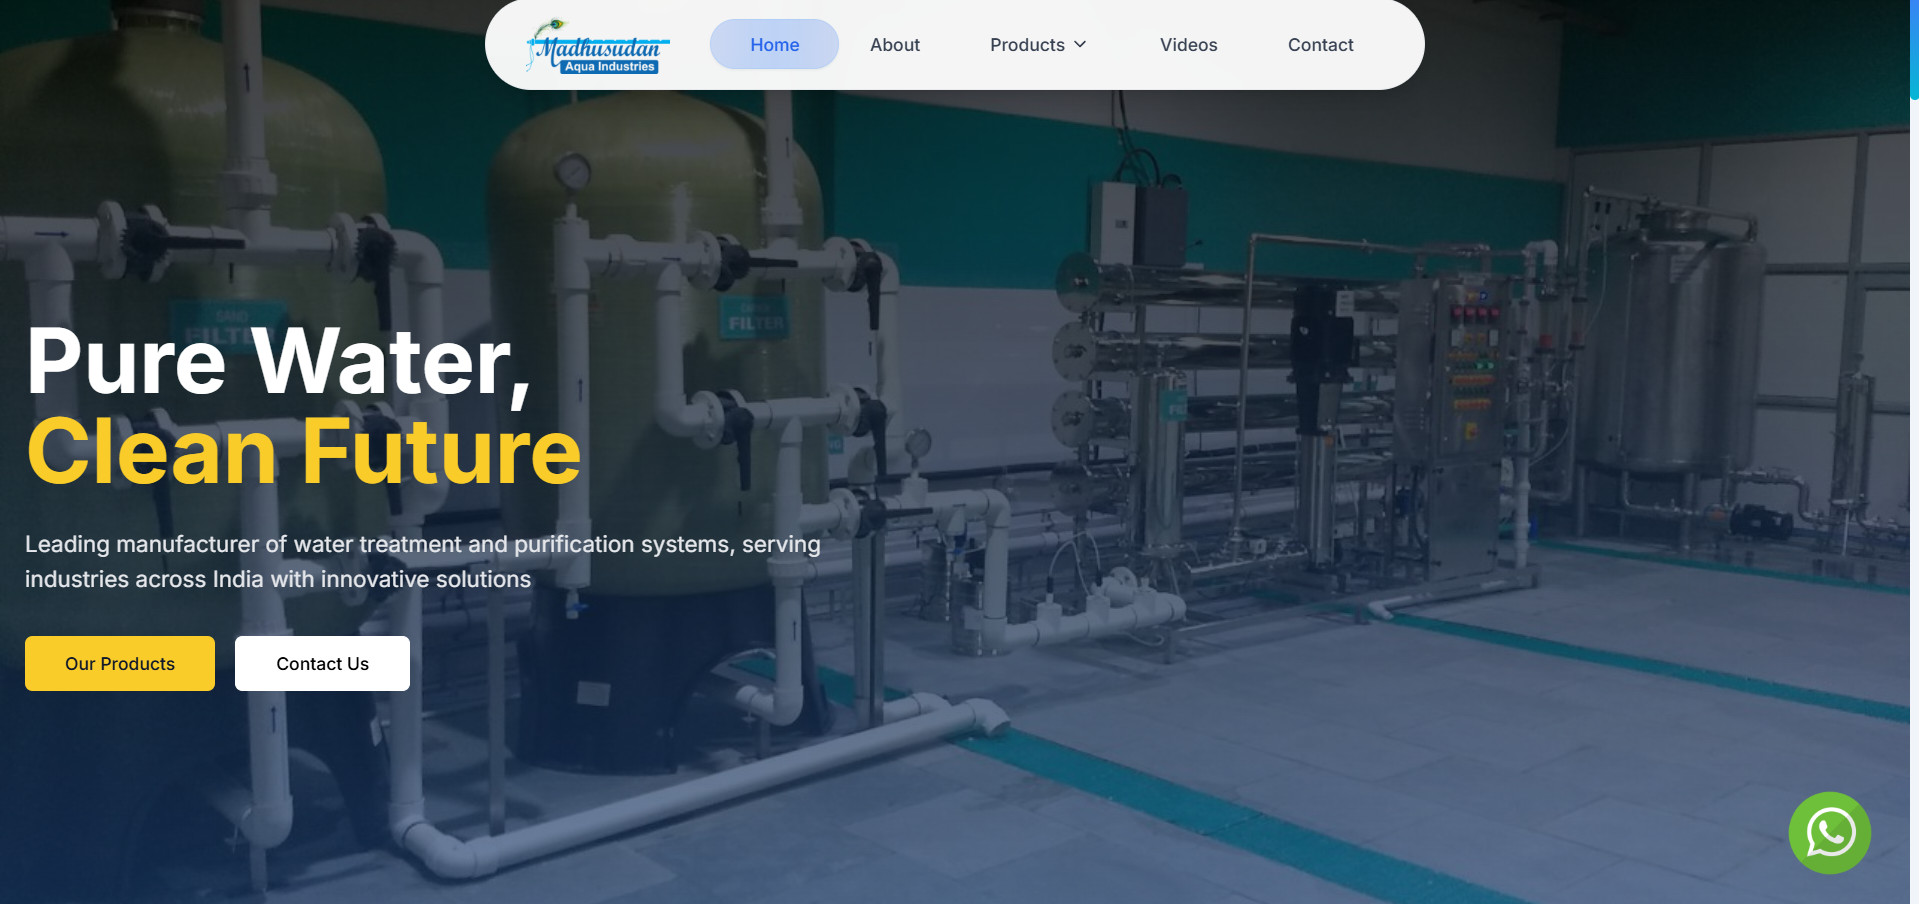 Madhusudan
Aqua Industries
Home
About
Products
Videos
Contact
SAND
FILTER
FILTER
Pure Water,
Clean Future
Leading manufacturer of water treatment and purification systems, serving
industries across India with innovative solutions
Our Products
Contact Us